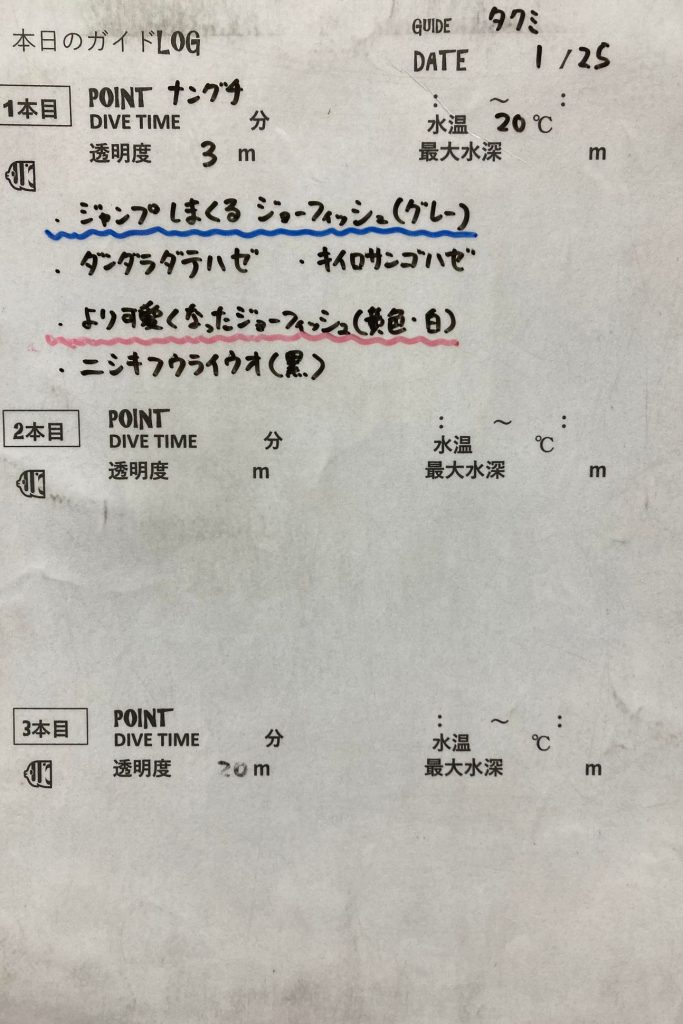 本日のガイドLOG
GUIDE タクミ
DATE 1/25
1本目 POINT ナングチ : ～ :
DIVE TIME 分 水温 20 ℃
透明度 3 m 最大水深 m
・ジャンプしまくる ジョーフィッシュ(グレー)
・ダンダラダテハゼ ・キイロサンゴハゼ
・より可愛くなったジョーフィッシュ(黄色・白)
・ニシキフウライウオ(黒)
2本目 POINT : ～ :
DIVE TIME 分 水温 ℃
透明度 m 最大水深 m
3本目 POINT : ～ :
DIVE TIME 分 水温 ℃
透明度 20 m 最大水深 m